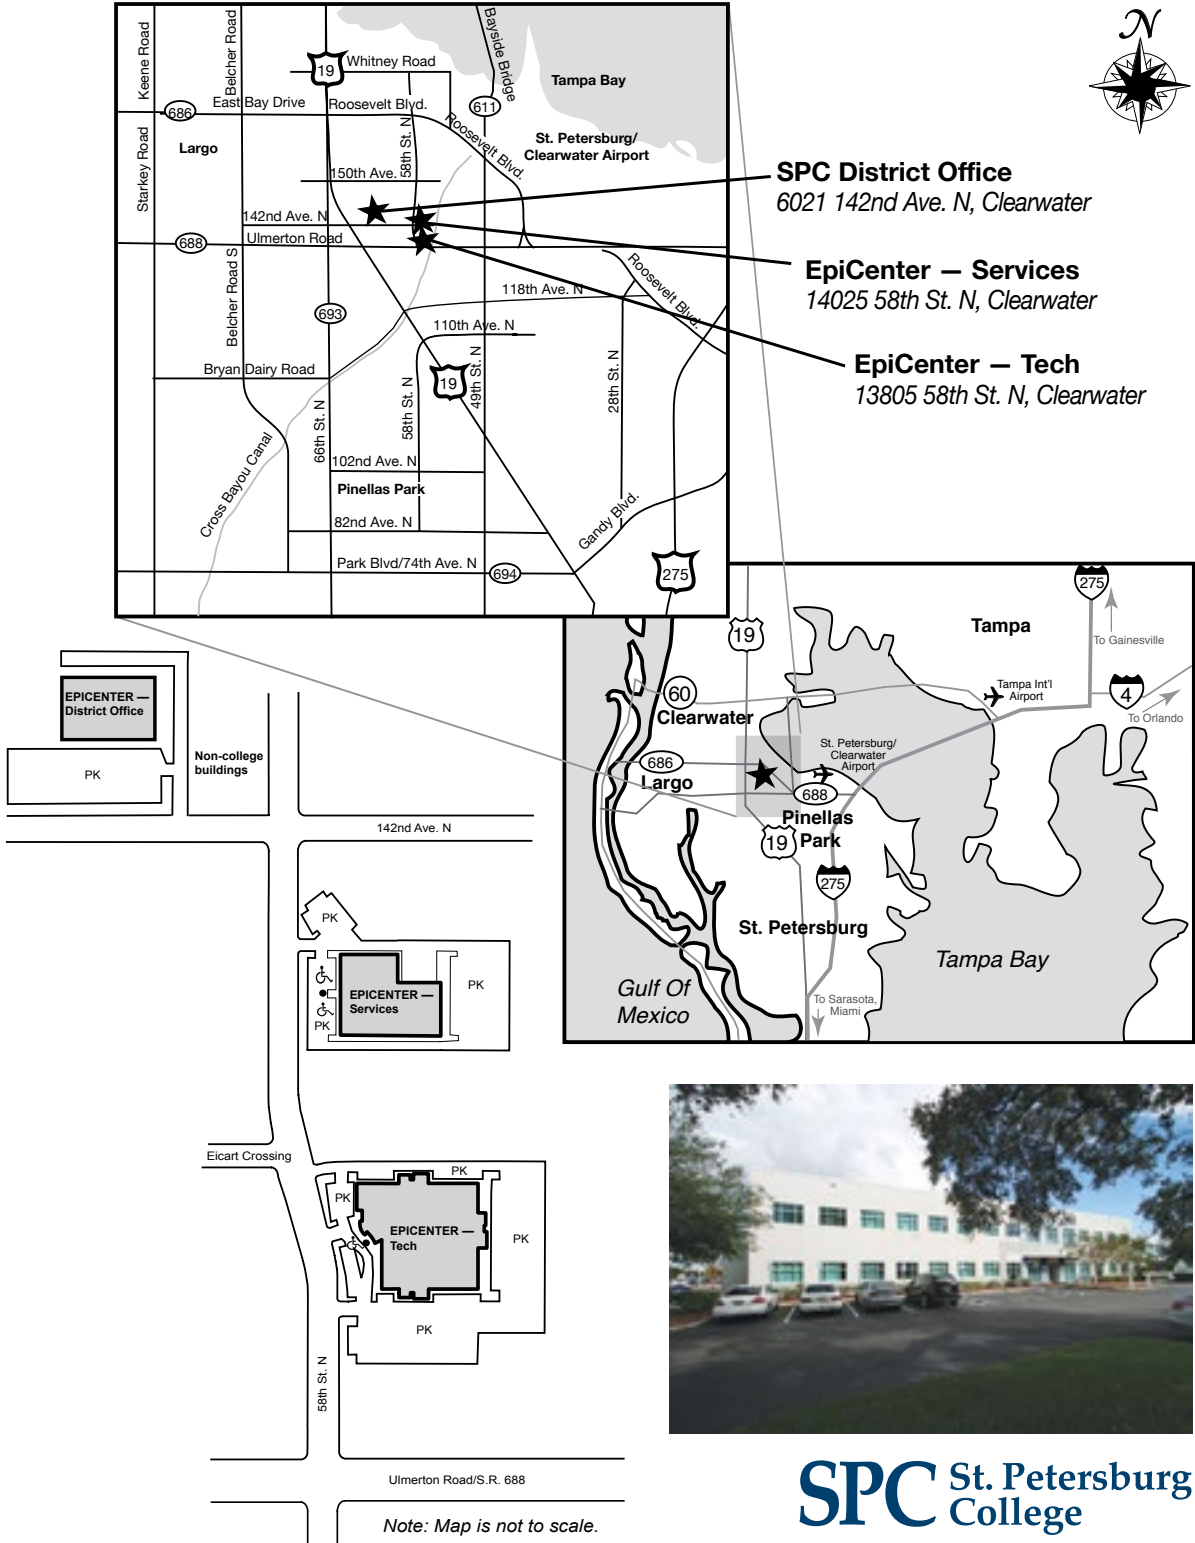 N
Keene Road
Belcher Road
Bayside Bridge
19
Whitney Road
Tampa Bay
686
East Bay Drive
Roosevelt Blvd.
611
Roosevelt Blvd.
St. Petersburg/
Clearwater Airport
Starkey Road
Largo
58th St. N
150th Ave.
142nd Ave. N
688
Ulmerton Road
Belcher Road S
Roosevelt Blvd.
118th Ave. N
693
110th Ave. N
Bryan Dairy Road
19
49th St. N
28th St. N
58th St. N
66th St. N
Cross Bayou Canal
102nd Ave. N
Pinellas Park
82nd Ave. N
Gandy Blvd.
Park Blvd/74th Ave. N
694
275
SPC District Office
6021 142nd Ave. N, Clearwater
EpiCenter — Services
14025 58th St. N, Clearwater
EpiCenter — Tech
13805 58th St. N, Clearwater
275
19
Tampa
To Gainesville
60
Clearwater
Tampa Int'l
Airport
4
To Orlando
St. Petersburg/
Clearwater
Airport
686
Largo
688
Pinellas
Park
19
275
St. Petersburg
Tampa Bay
Gulf Of
Mexico
To Sarasota,
Miami
EPICENTER —
District Office
Non-college
buildings
PK
142nd Ave. N
PK
EPICENTER —
Services
PK
PK
Eicart Crossing
PK
PK
EPICENTER —
Tech
PK
PK
58th St. N
Ulmerton Road/S.R. 688
Note: Map is not to scale.
SPC St. Petersburg
College